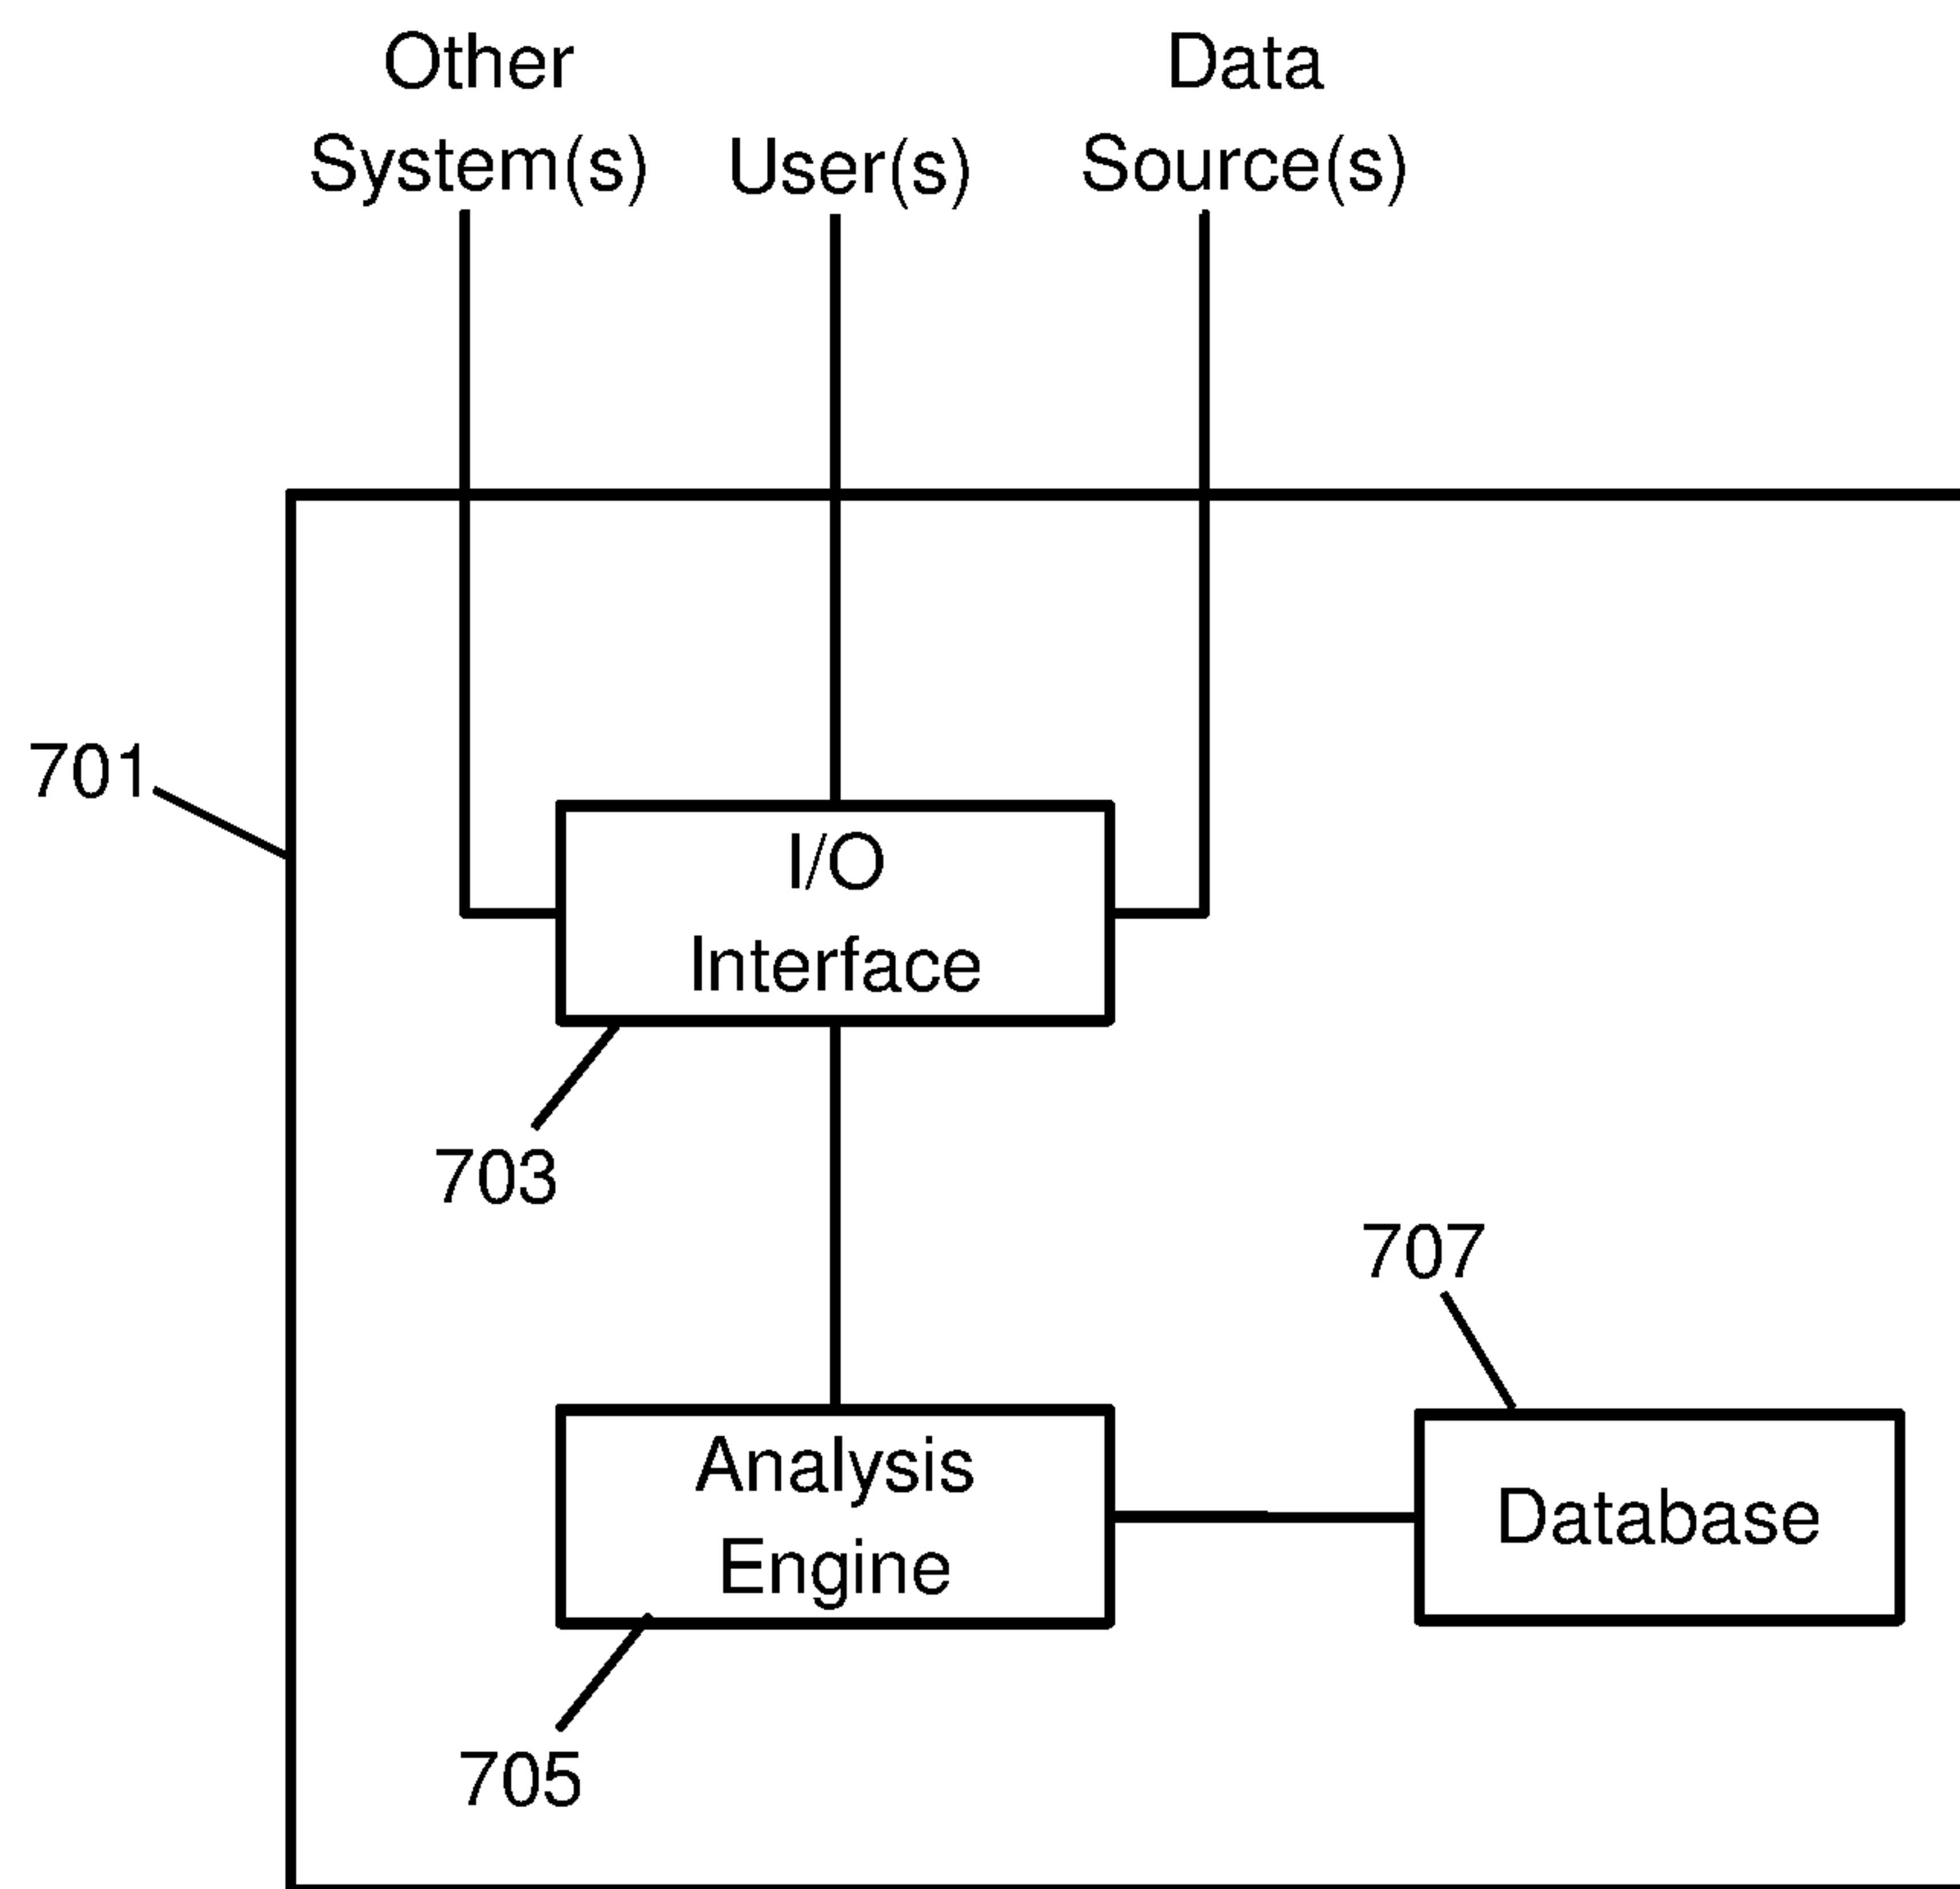 Other
System(s)
User(s)
Data
Source(s)
701
I/O
Interface
703
707
Analysis
Engine
Database
705